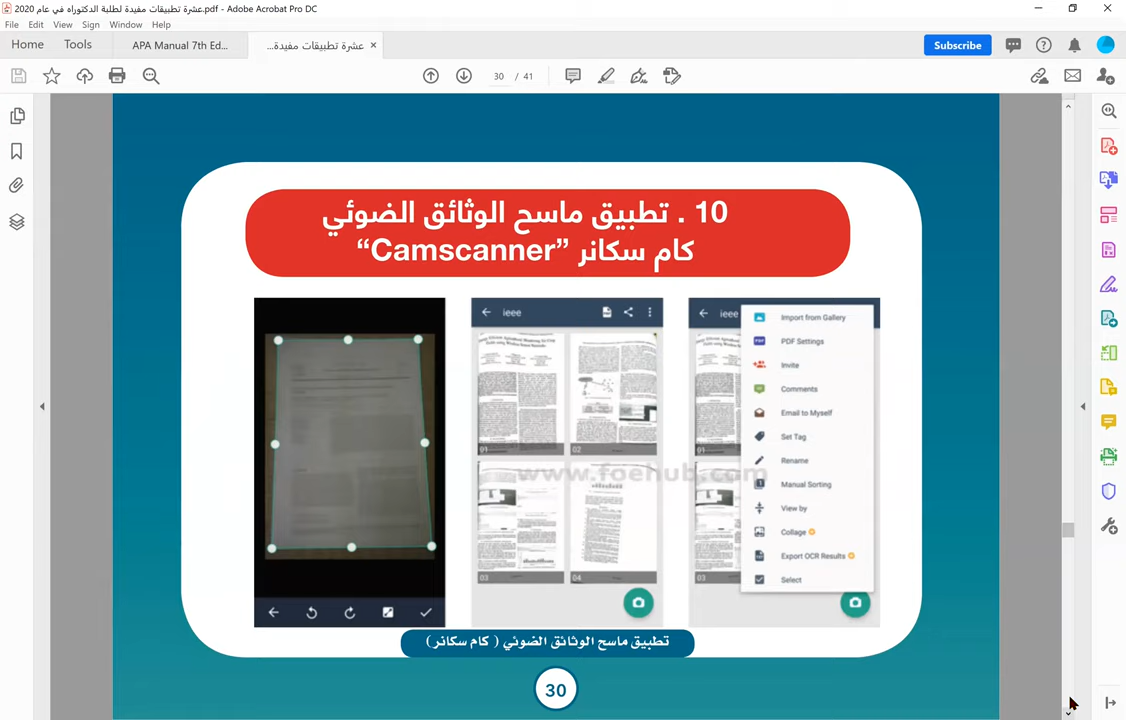 عشرة تطبيقات مفيدة لطلبة الدكتوراه في عام 2020.pdf - Adobe Acrobat Pro DC
File Edit View Sign Window Help
Home Tools APA Manual 7th Ed... عشرة تطبيقات مفيدة... × Subscribe
30 / 41
10 . تطبيق ماسح الوثائق الضوئي
كام سكانر “Camscanner”
ieee
01
02
03
04
ieee
01
03
Import from Gallery
PDF Settings
Invite
Comments
Email to Myself
Set Tag
Rename
Manual Sorting
View by
Collage
Export OCR Results
Select
www.foehub.com
تطبيق ماسح الوثائق الضوئي ( كام سكانر)
30